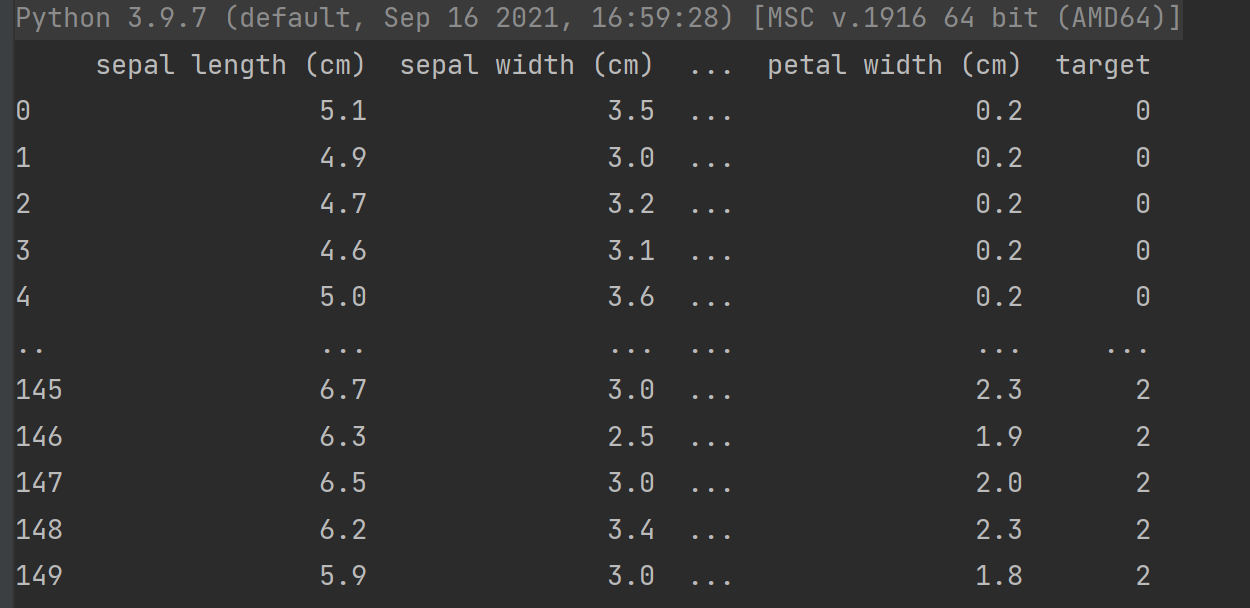 Python 3.9.7 (default, Sep 16 2021, 16:59:28) [MSC v.1916 64 bit (AMD64)]
     sepal length (cm)  sepal width (cm)  ...  petal width (cm)  target
0                  5.1               3.5  ...               0.2       0
1                  4.9               3.0  ...               0.2       0
2                  4.7               3.2  ...               0.2       0
3                  4.6               3.1  ...               0.2       0
4                  5.0               3.6  ...               0.2       0
..                 ...               ...  ...               ...     ...
145                6.7               3.0  ...               2.3       2
146                6.3               2.5  ...               1.9       2
147                6.5               3.0  ...               2.0       2
148                6.2               3.4  ...               2.3       2
149                5.9               3.0  ...               1.8       2